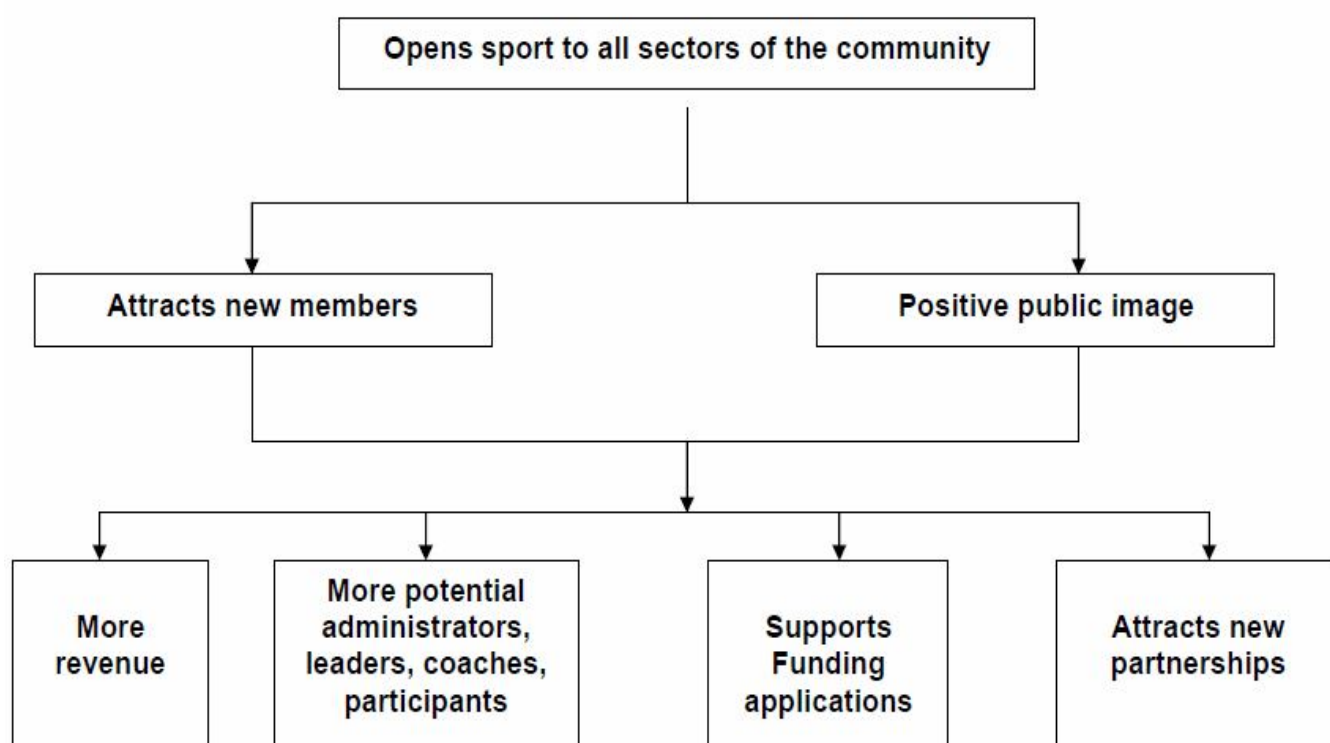 Opens sport to all sectors of the community
Attracts new members
Positive public image
More
revenue
More potential
administrators,
leaders, coaches,
participants
Supports
Funding
applications
Attracts new
partnerships